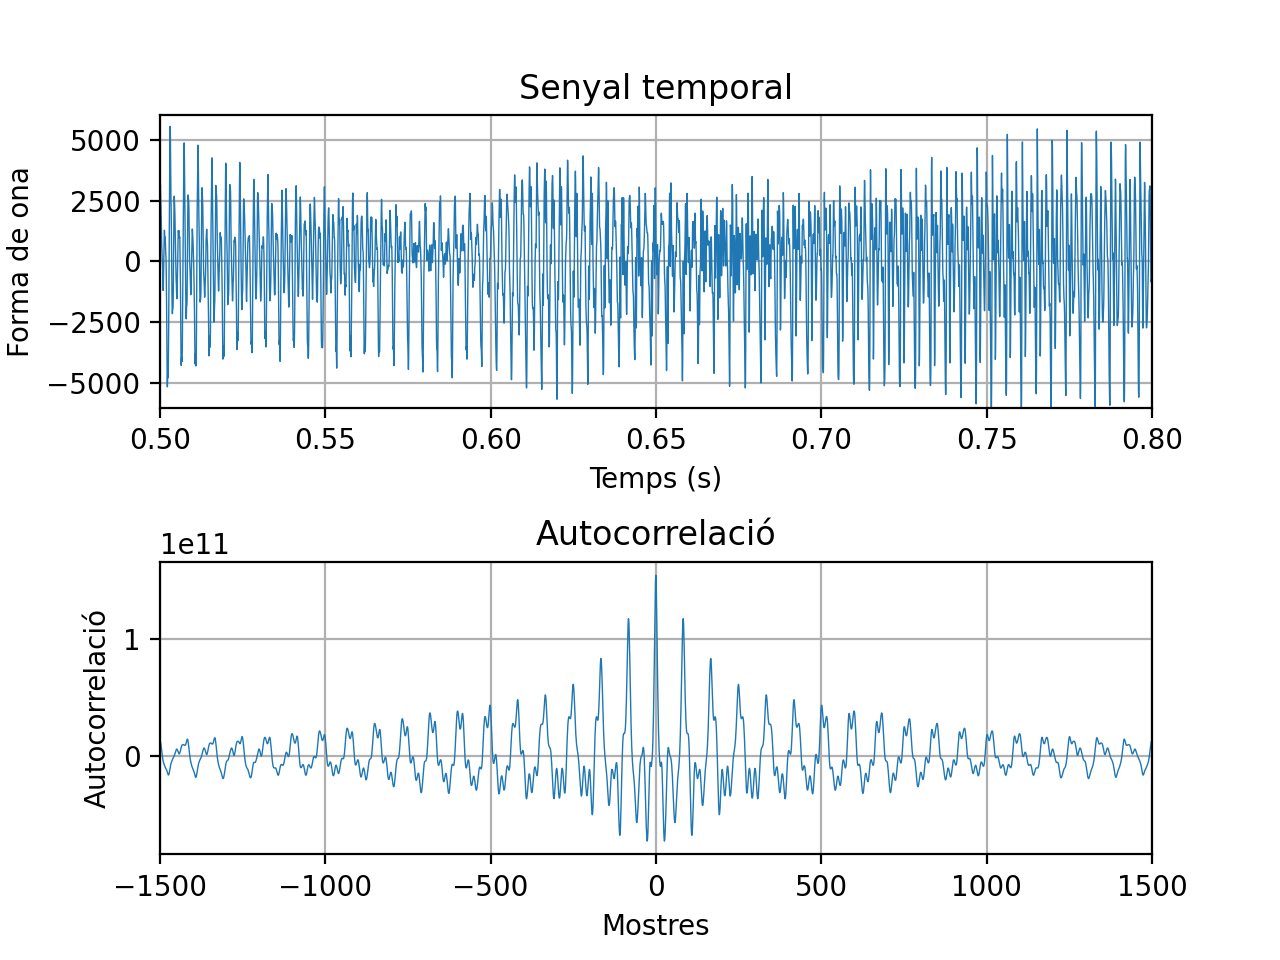 Senyal temporal
5000
2500
0
−2500
−5000
Forma de ona
0.50 0.55 0.60 0.65 0.70 0.75 0.80
Temps (s)
Autocorrelació
1e11
1
0
Autocorrelació
−1500 −1000 −500 0 500 1000 1500
Mostres